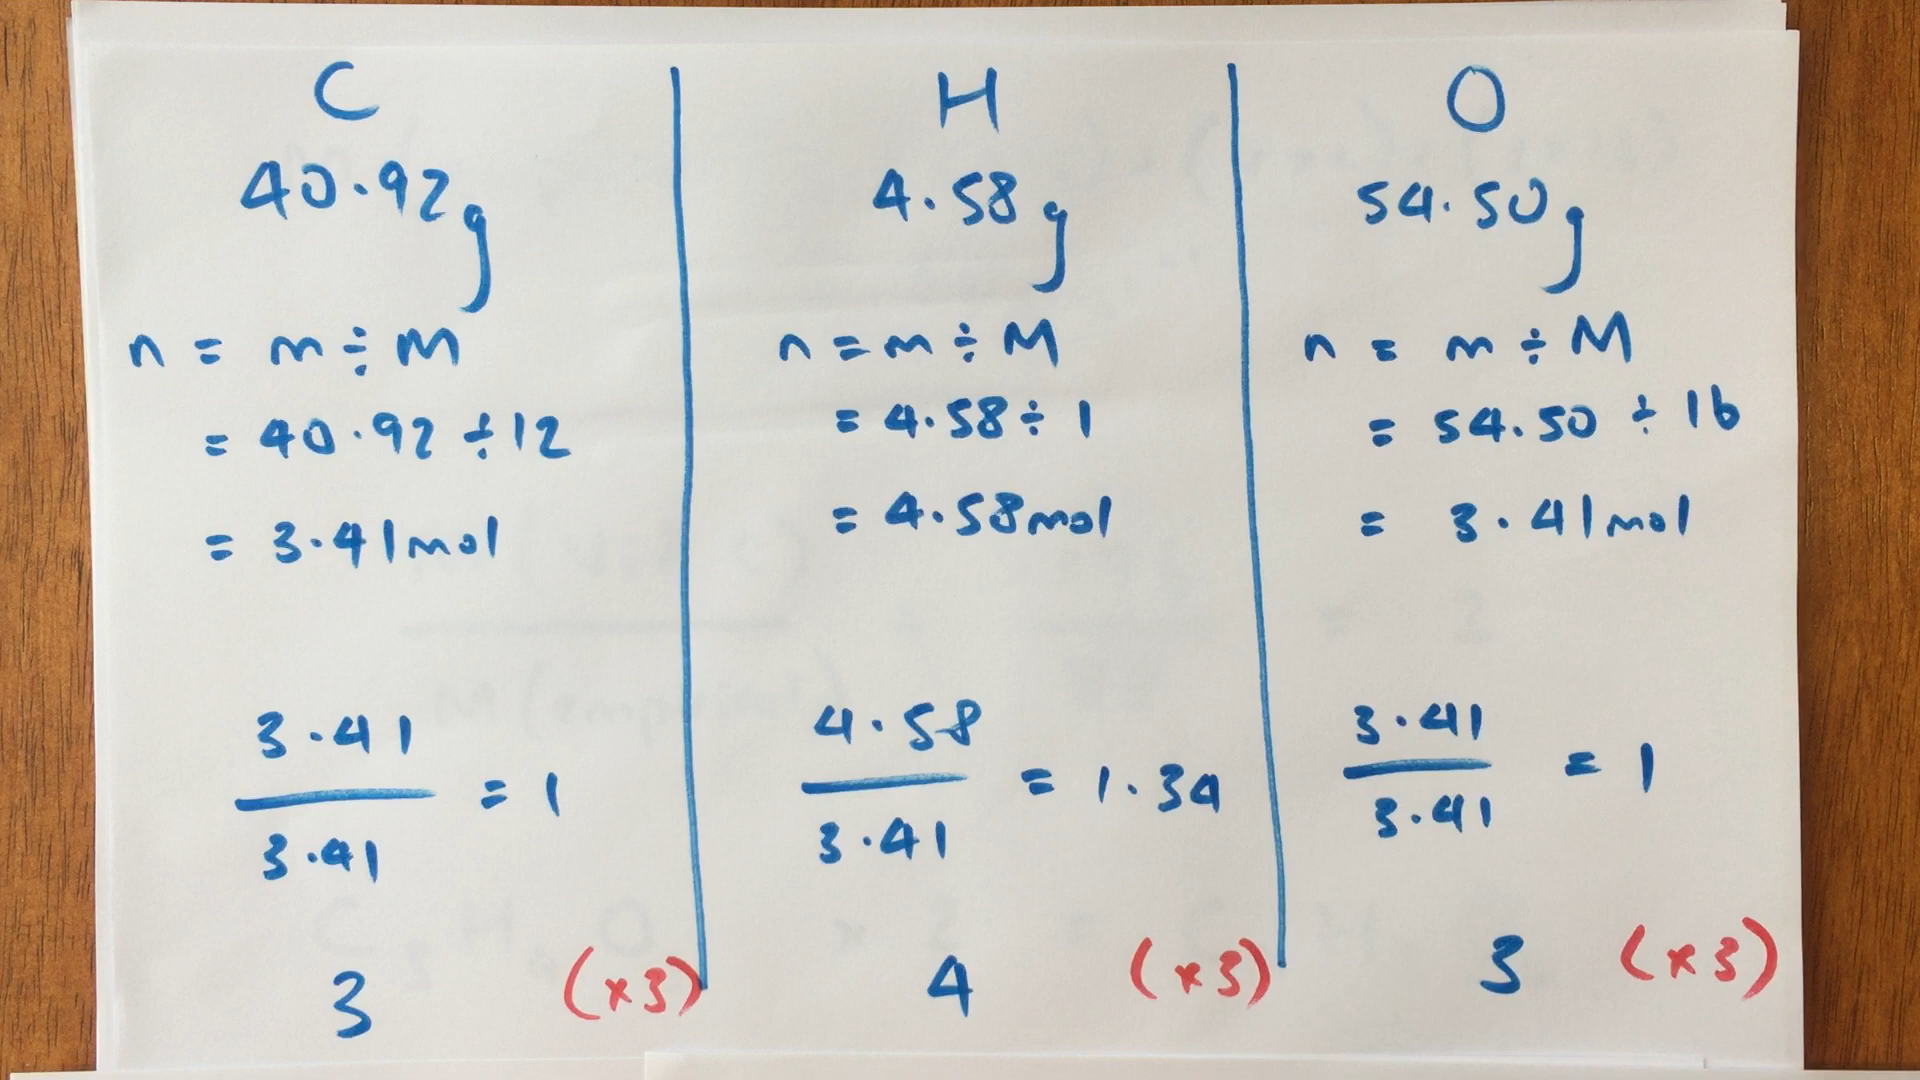 C
40.92g
n = m ÷ M
= 40.92 ÷ 12
= 3.41mol
3.41
3.41
= 1
3 (×3)
H
4.58g
n = m ÷ M
= 4.58 ÷ 1
= 4.58mol
4.58
3.41
= 1.34
4 (×3)
O
54.50g
n = m ÷ M
= 54.50 ÷ 16
= 3.41mol
3.41
3.41
= 1
3 (×3)